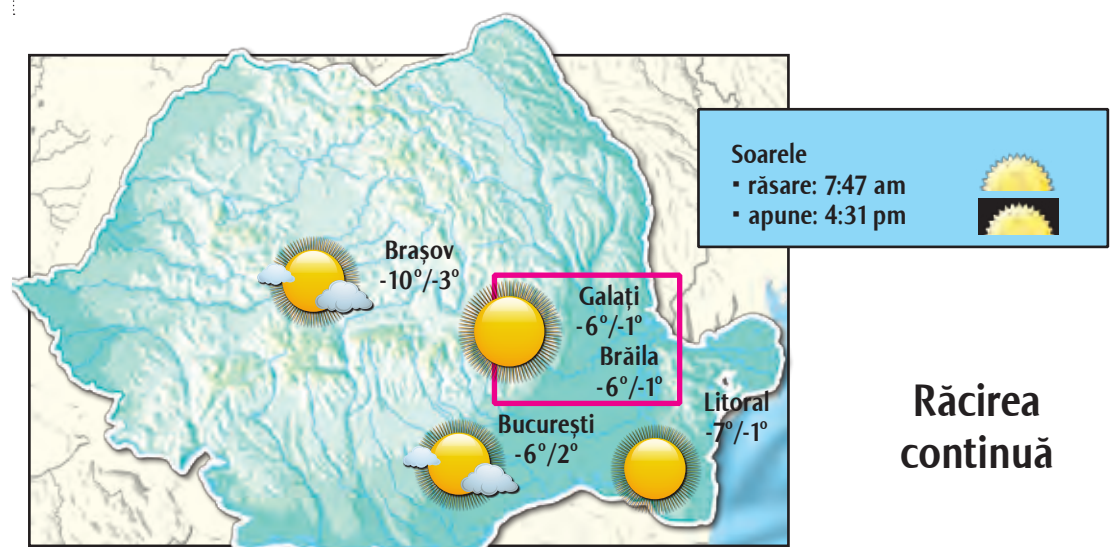 Soarele
▪ răsare: 7:47 am
▪ apune: 4:31 pm
Brașov
-10°/-3°
Galați
-6°/-1°
Brăila
-6°/-1°
Litoral
-7°/-1°
București
-6°/2°
Răcirea
continuă